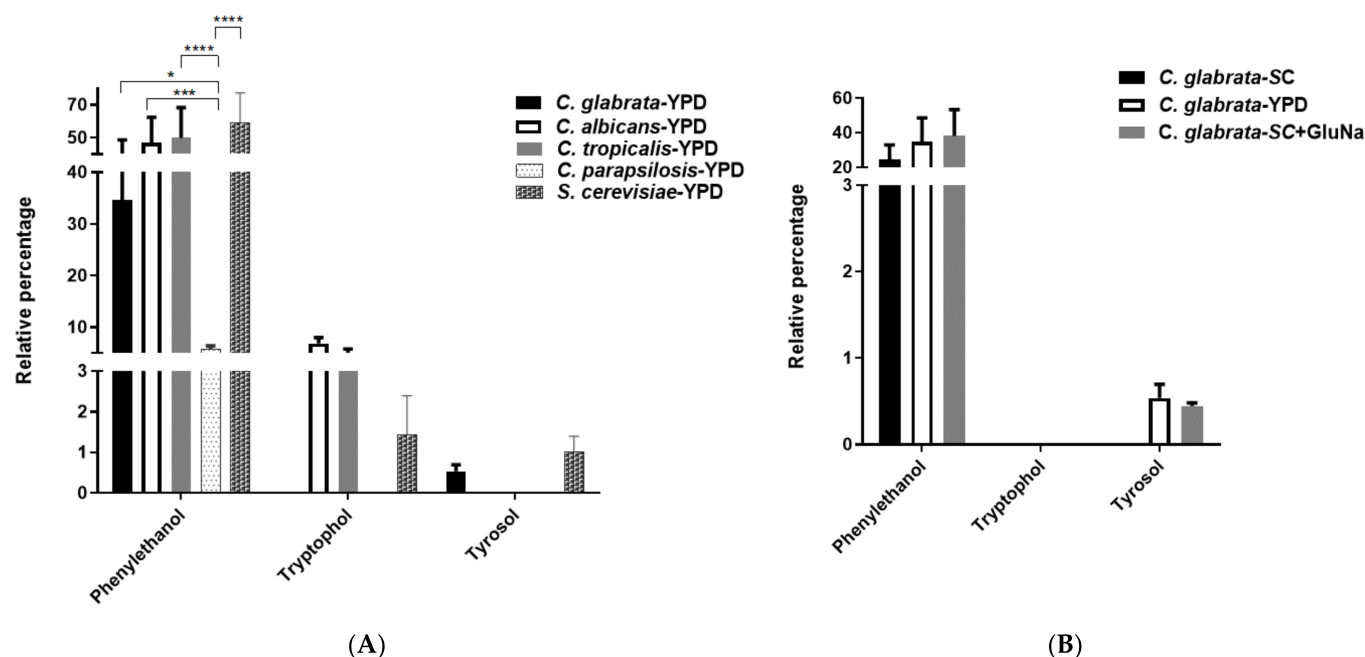 ****
****
*
***
Relative percentage
70
50
40
30
20
10
3
2
1
0
Phenylethanol
Tryptophol
Tyrosol
C. glabrata-YPD
C. albicans-YPD
C. tropicalis-YPD
C. parapsilosis-YPD
S. cerevisiae-YPD
(A)
Relative percentage
60
40
20
3
2
1
0
Phenylethanol
Tryptophol
Tyrosol
C. glabrata-SC
C. glabrata-YPD
C. glabrata-SC+GluNa
(B)